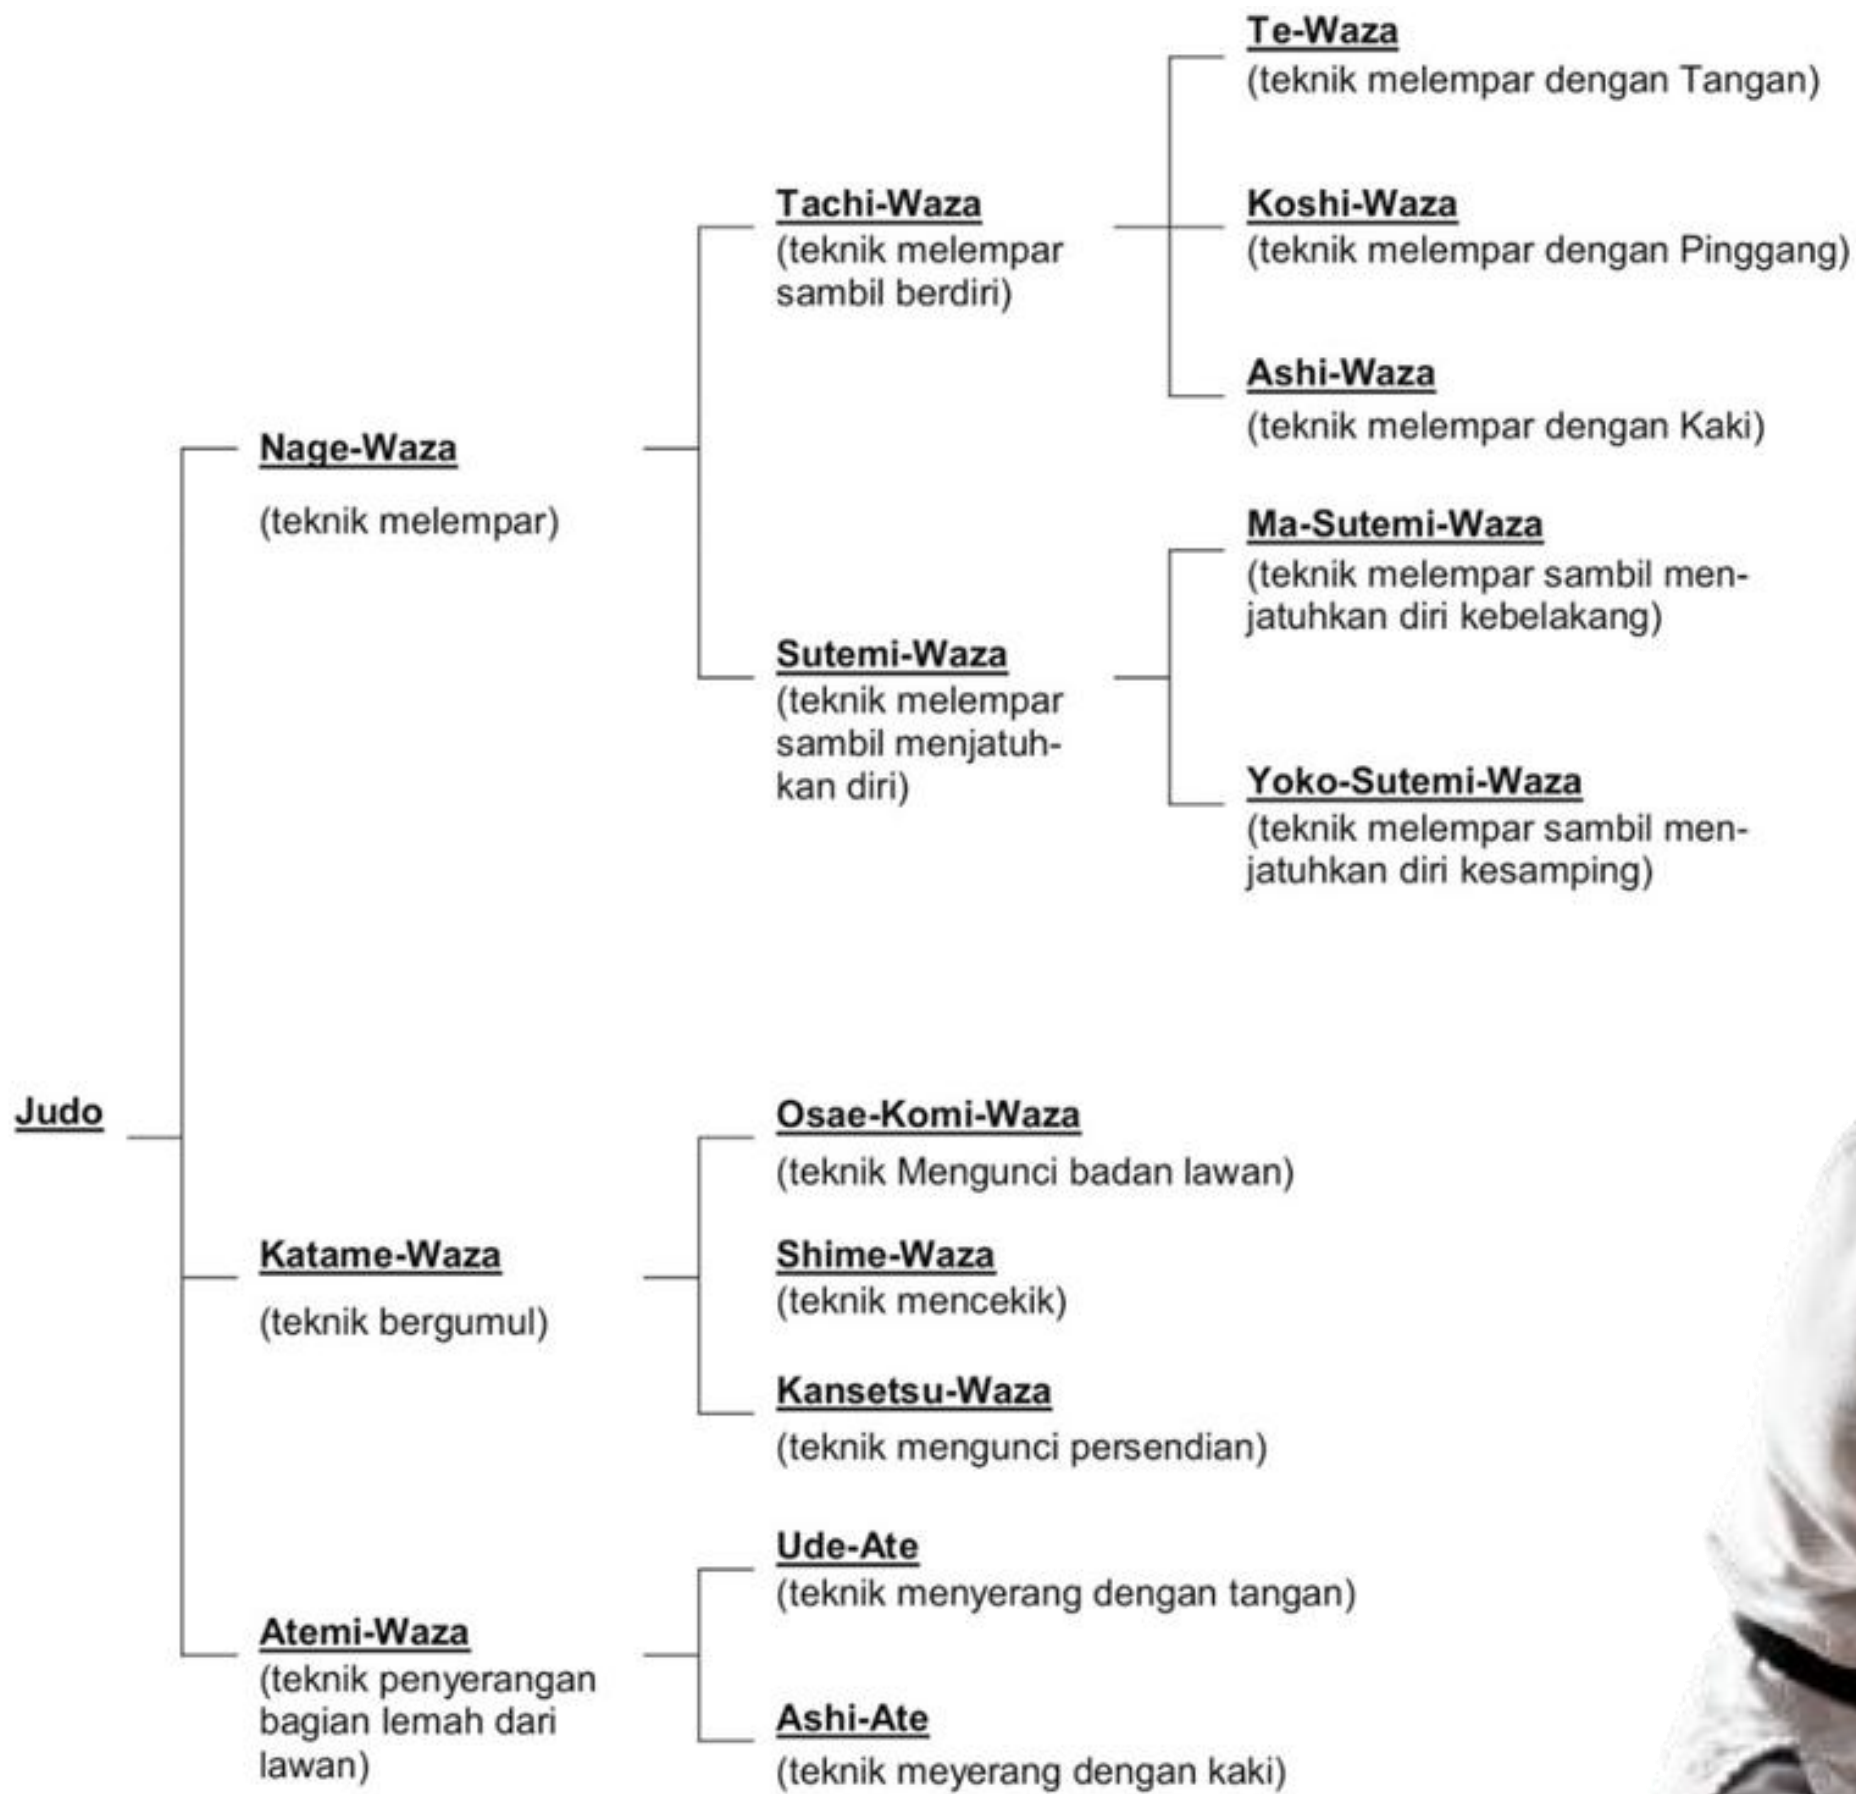 Judo
Nage-Waza
(teknik melempar)
Tachi-Waza
(teknik melempar
sambil berdiri)
Te-Waza
(teknik melempar dengan Tangan)
Koshi-Waza
(teknik melempar dengan Pinggang)
Ashi-Waza
(teknik melempar dengan Kaki)
Sutemi-Waza
(teknik melempar
sambil menjatuh-
kan diri)
Ma-Sutemi-Waza
(teknik melempar sambil men-
jatuhkan diri kebelakang)
Yoko-Sutemi-Waza
(teknik melempar sambil men-
jatuhkan diri kesamping)
Katame-Waza
(teknik bergumul)
Osae-Komi-Waza
(teknik Mengunci badan lawan)
Shime-Waza
(teknik mencekik)
Kansetsu-Waza
(teknik mengunci persendian)
Atemi-Waza
(teknik penyerangan
bagian lemah dari
lawan)
Ude-Ate
(teknik menyerang dengan tangan)
Ashi-Ate
(teknik meyerang dengan kaki)